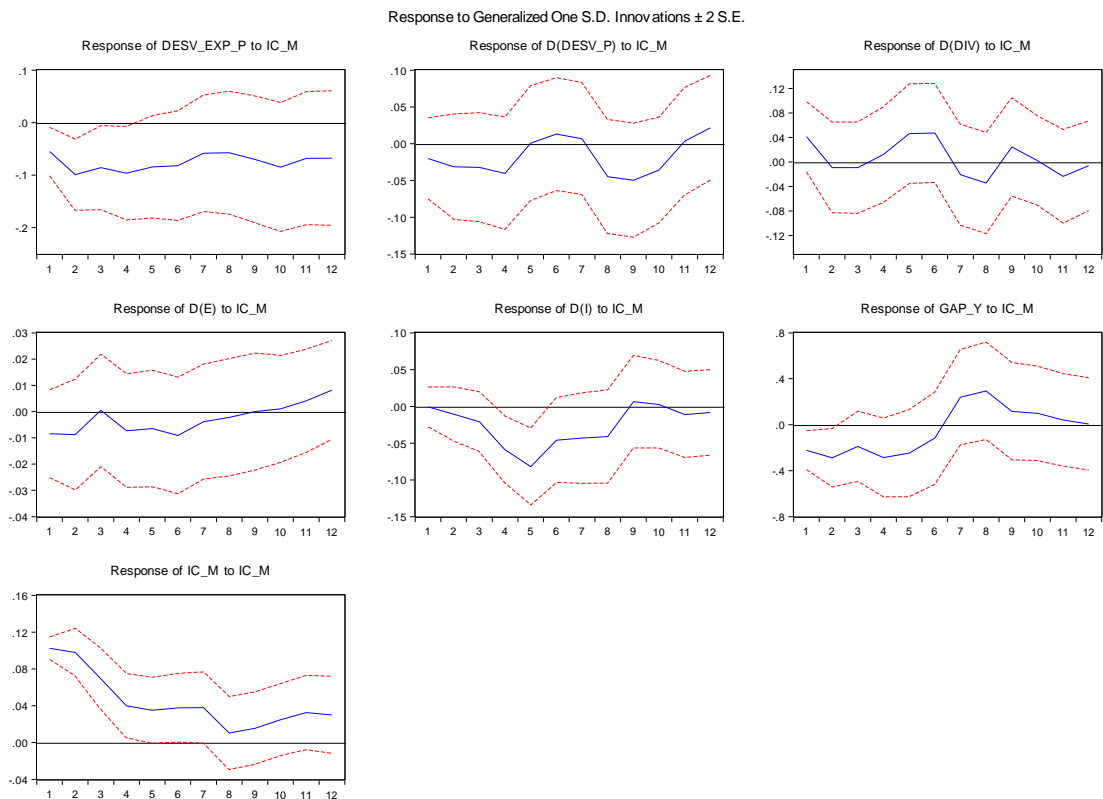 Response to Generalized One S.D. Innovations ± 2 S.E.
Response of DESV_EXP_P to IC_M
.1
.0
-.1
-.2
1 2 3 4 5 6 7 8 9 10 11 12
Response of D(DESV_P) to IC_M
.10
.05
.00
-.05
-.10
-.15
1 2 3 4 5 6 7 8 9 10 11 12
Response of D(DIV) to IC_M
.12
.08
.04
.00
-.04
-.08
-.12
1 2 3 4 5 6 7 8 9 10 11 12
Response of D(E) to IC_M
.03
.02
.01
.00
-.01
-.02
-.03
-.04
1 2 3 4 5 6 7 8 9 10 11 12
Response of D(I) to IC_M
.10
.05
.00
-.05
-.10
-.15
1 2 3 4 5 6 7 8 9 10 11 12
Response of GAP_Y to IC_M
.8
.4
.0
-.4
-.8
1 2 3 4 5 6 7 8 9 10 11 12
Response of IC_M to IC_M
.16
.12
.08
.04
.00
-.04
1 2 3 4 5 6 7 8 9 10 11 12